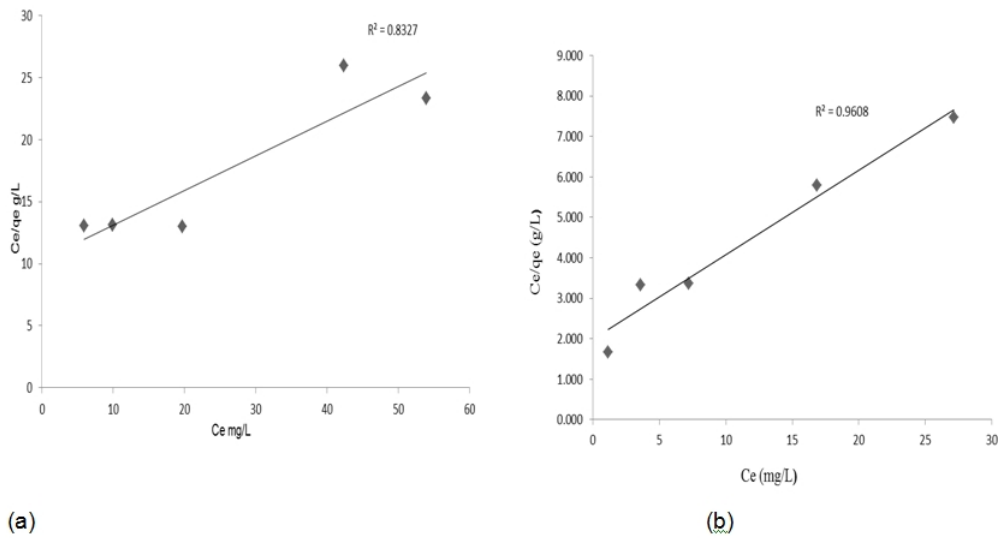 30
25
20
15
10
5
0
0 10 20 30 40 50 60
Ce/qe g/L
Ce mg/L
R² = 0.8327
(a)
9.000
8.000
7.000
6.000
5.000
4.000
3.000
2.000
1.000
0.000
0 5 10 15 20 25 30
Ce/qe (g/L)
Ce (mg/L)
R² = 0.9608
(b)